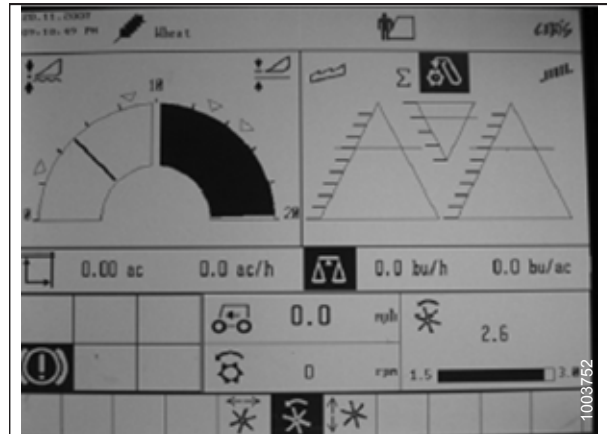 20.11.2007
09:10:49 PM Wheat CLAAS
10
Σ
0 20
0.00 ac 0.0 ac/h 0.0 bu/h 0.0 bu/ac
0.0 mph
2.6
0 rpm
1.5 3.0
1003752